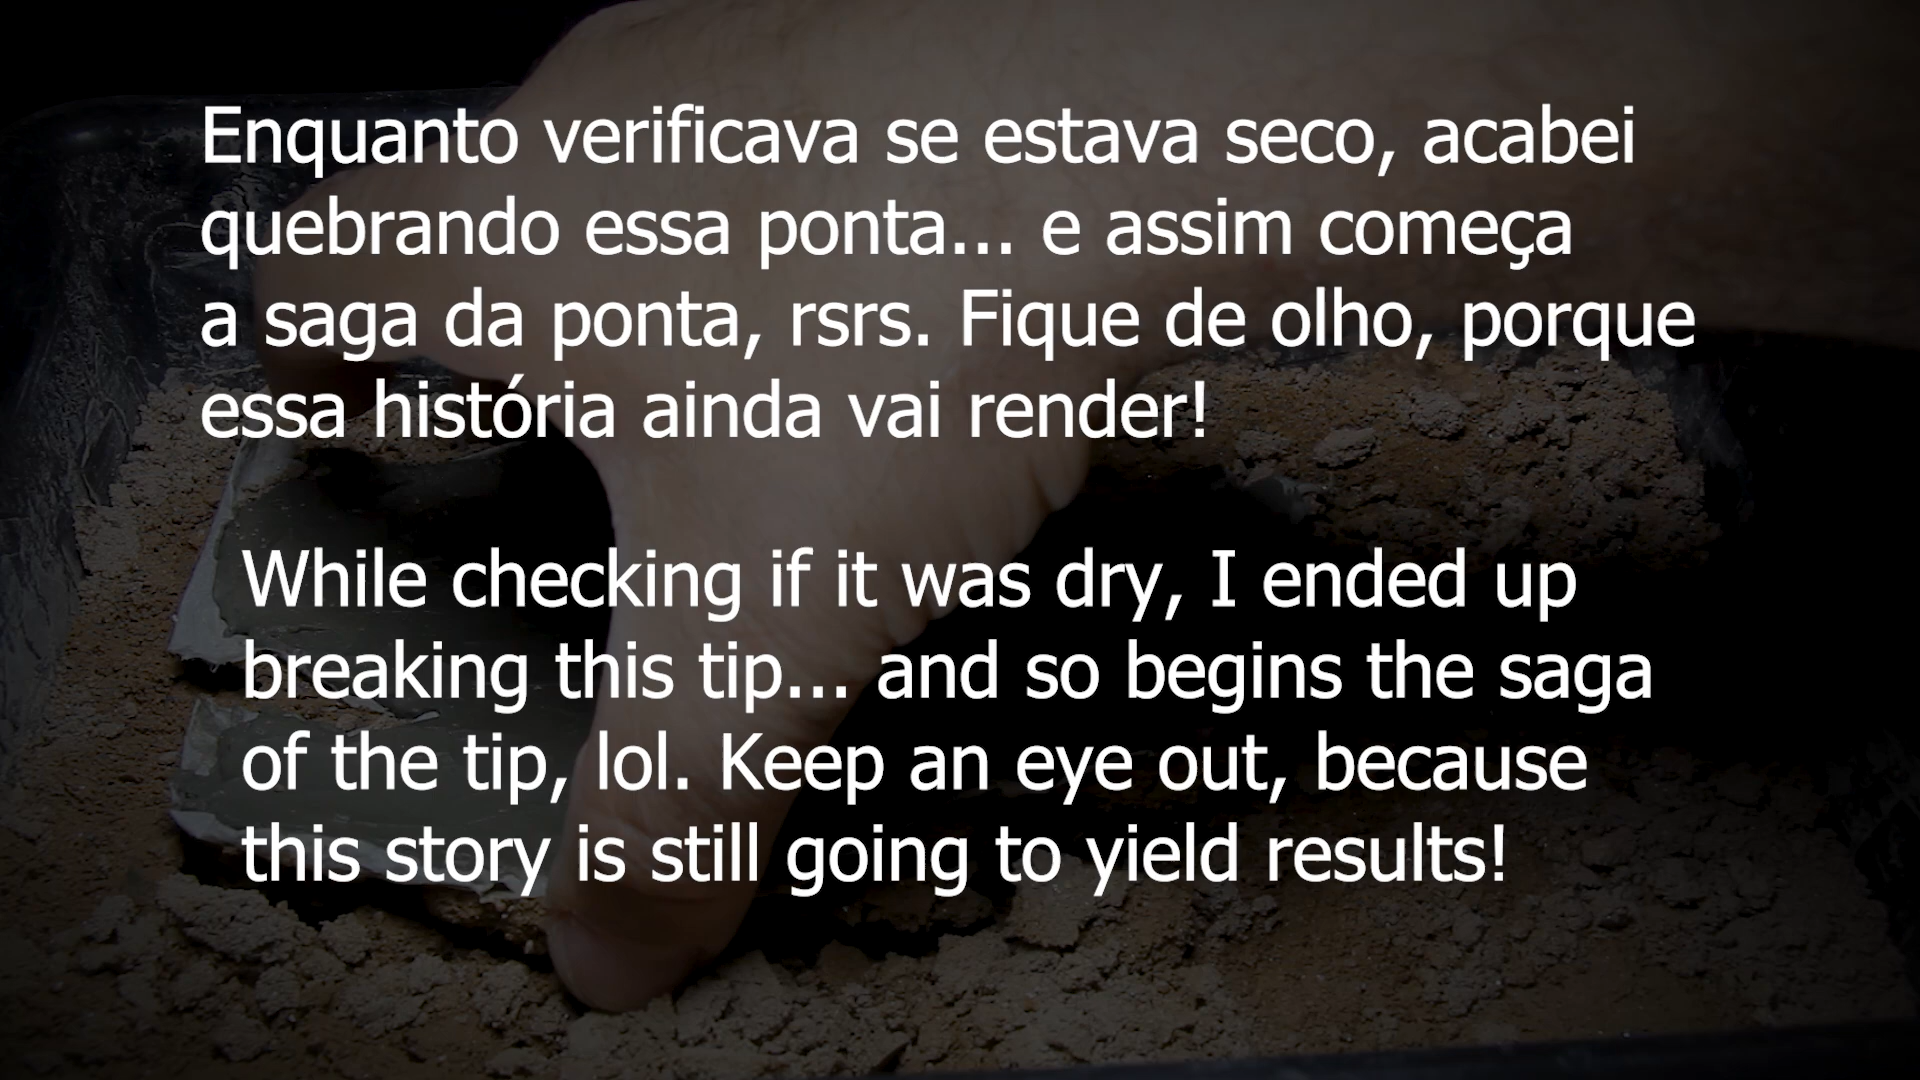 Enquanto verificava se estava seco, acabei
quebrando essa ponta... e assim começa
a saga da ponta, rsrs. Fique de olho, porque
essa história ainda vai render!
While checking if it was dry, I ended up
breaking this tip... and so begins the saga
of the tip, lol. Keep an eye out, because
this story is still going to yield results!